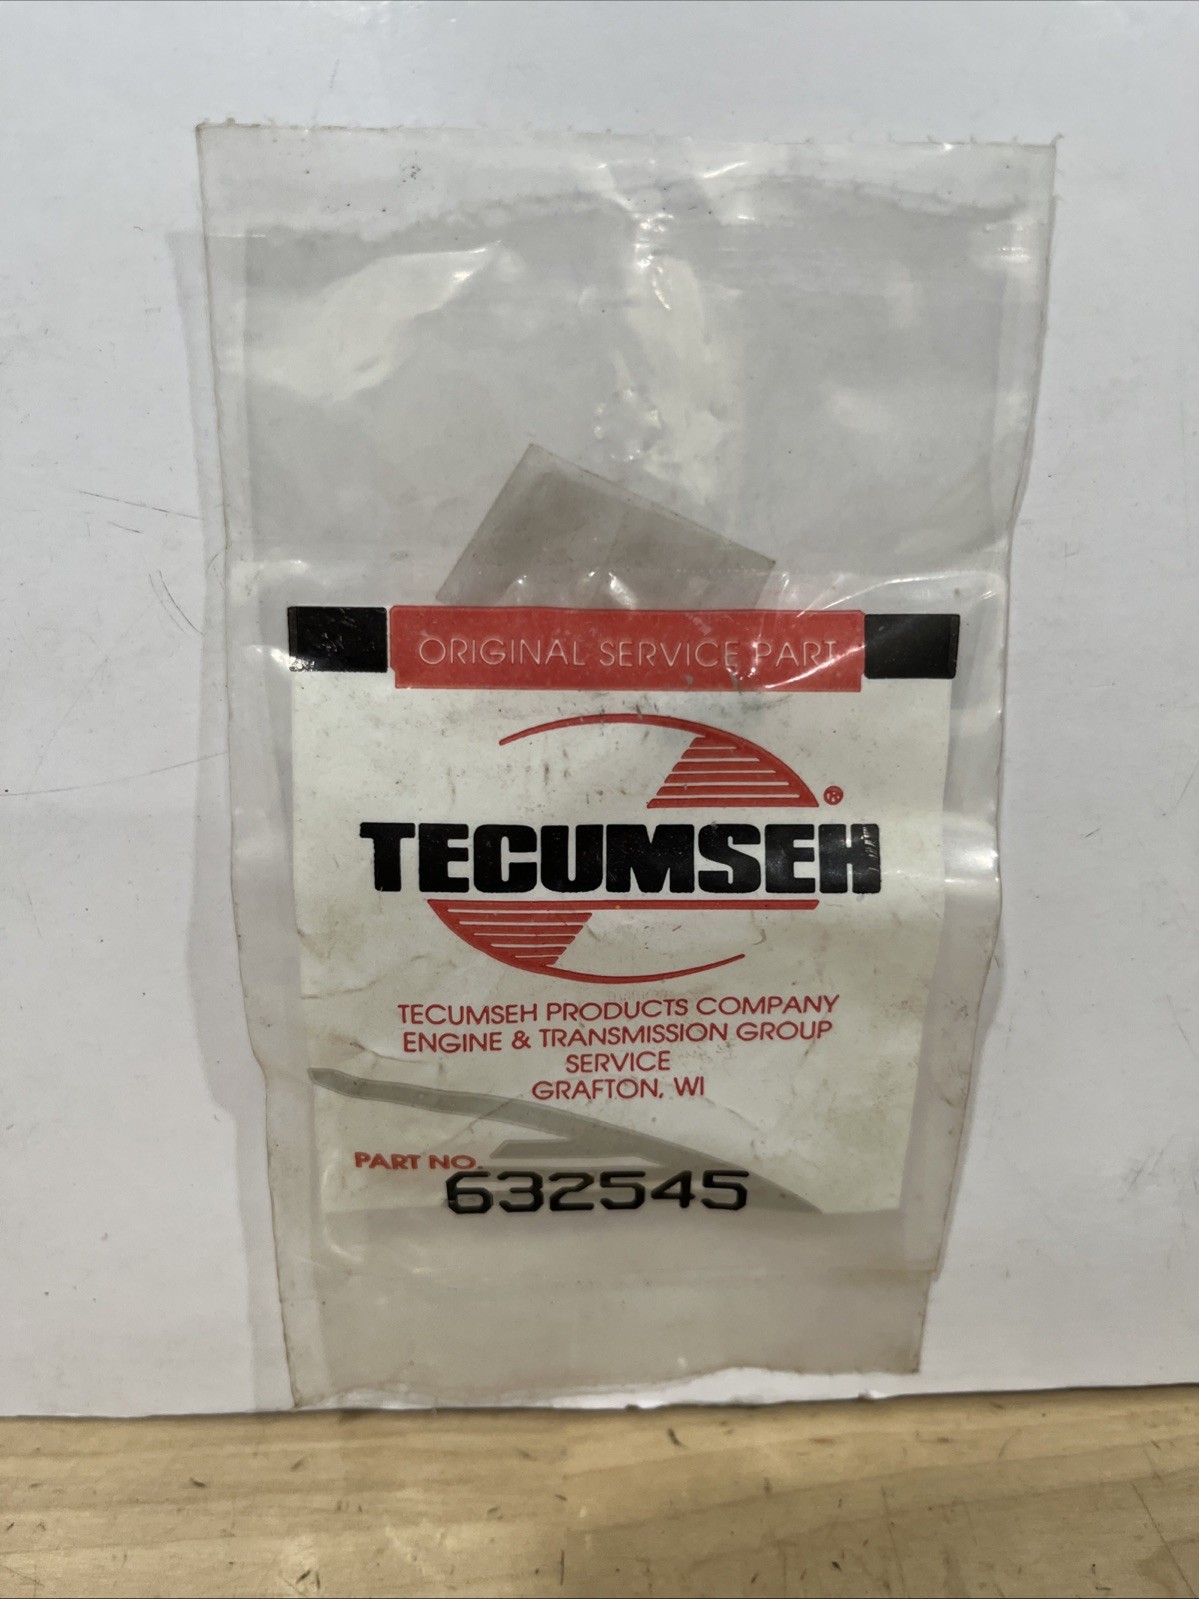 ORIGINAL SERVICE PART
®
TECUMSEH
TECUMSEH PRODUCTS COMPANY
ENGINE & TRANSMISSION GROUP
SERVICE
GRAFTON, WI
PART NO.
632545